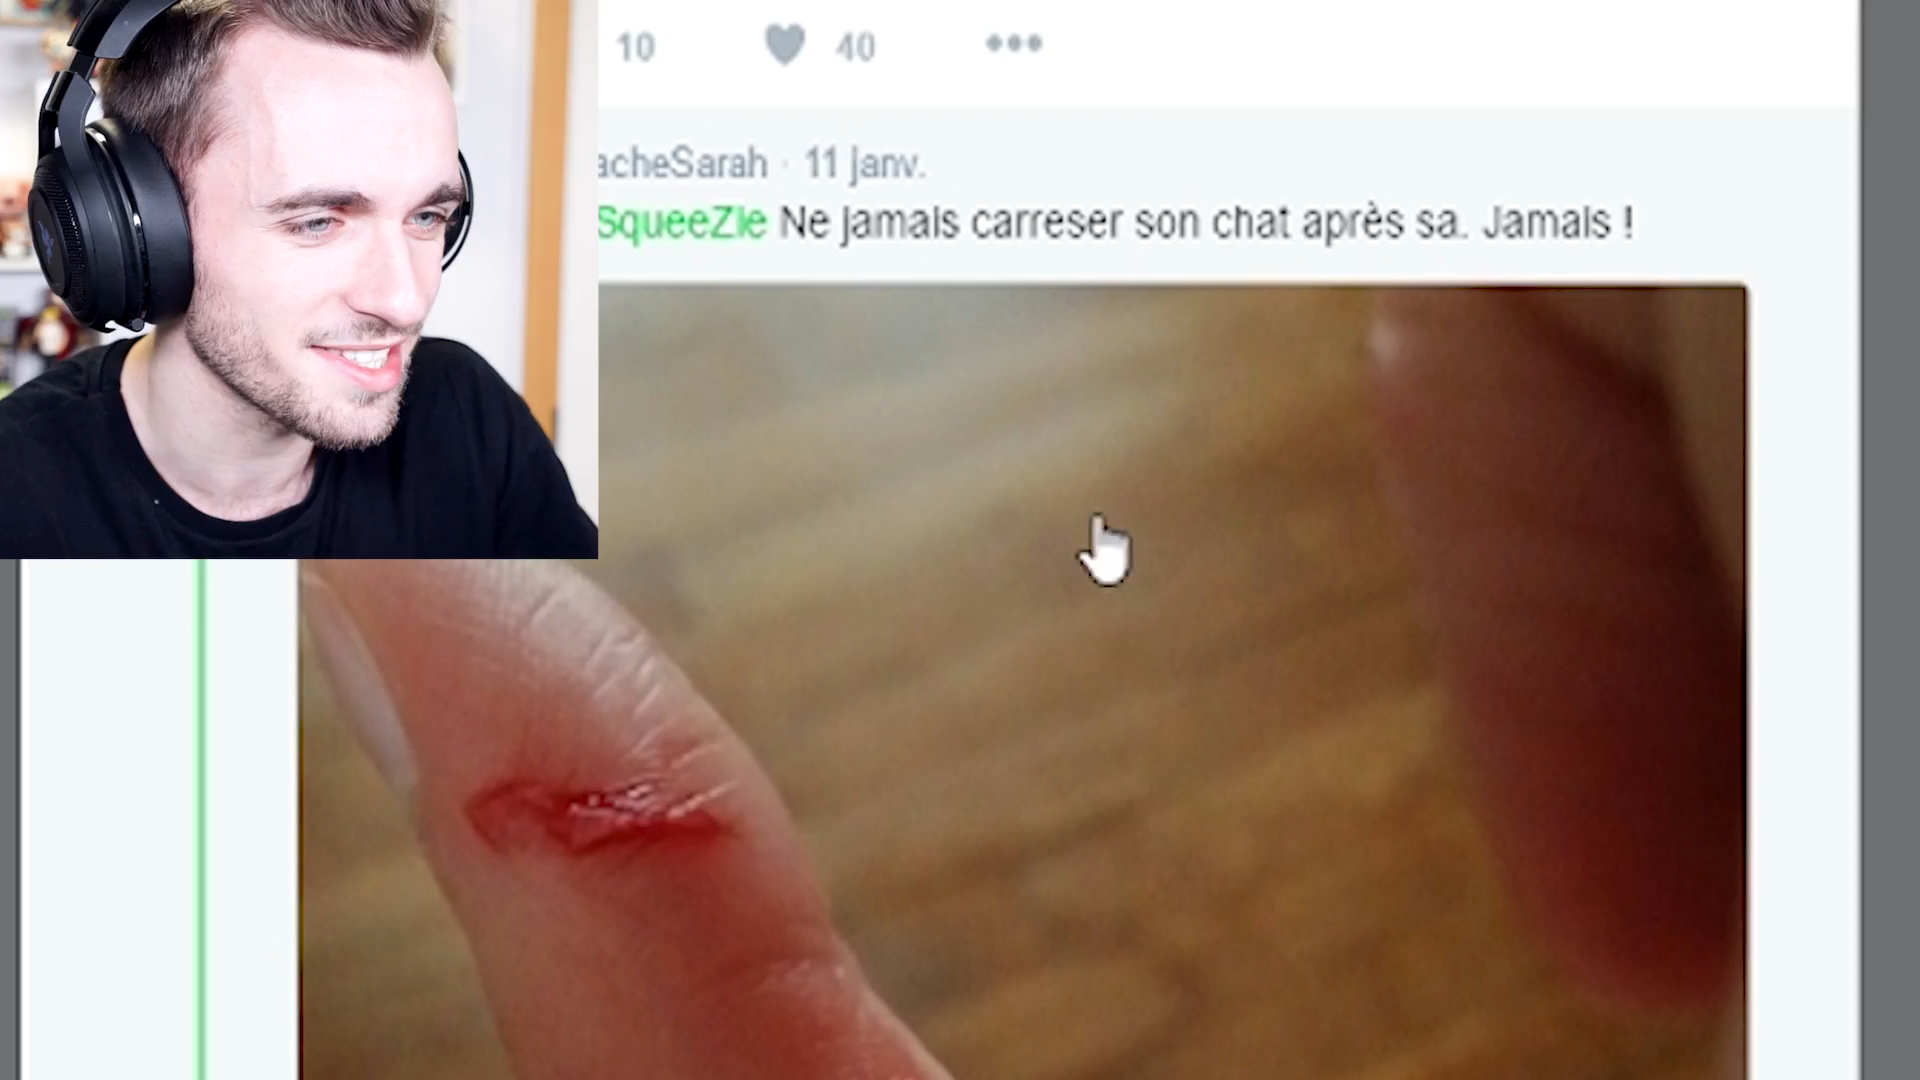 10 40
acheSarah · 11 janv.
SqueeZie Ne jamais carreser son chat après sa. Jamais !